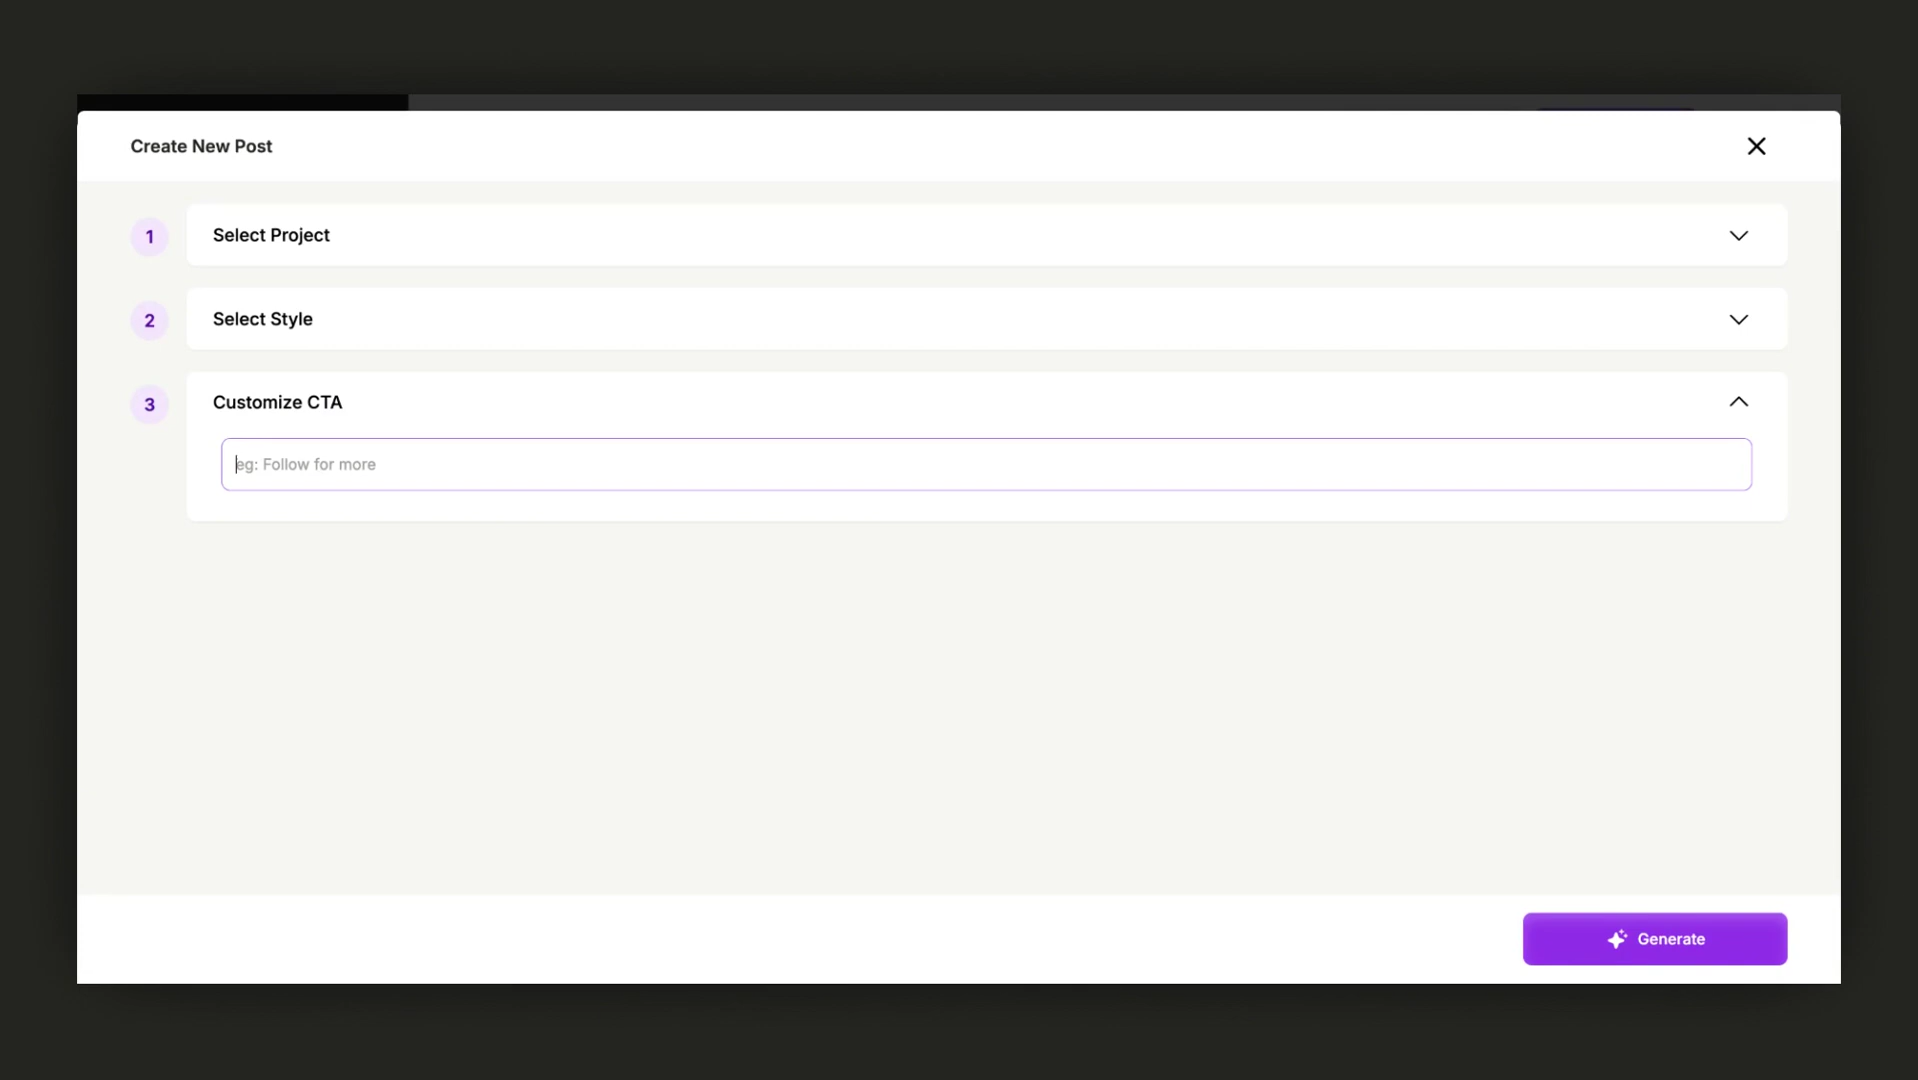 Create New Post
1
Select Project
2
Select Style
3
Customize CTA
eg: Follow for more
Generate